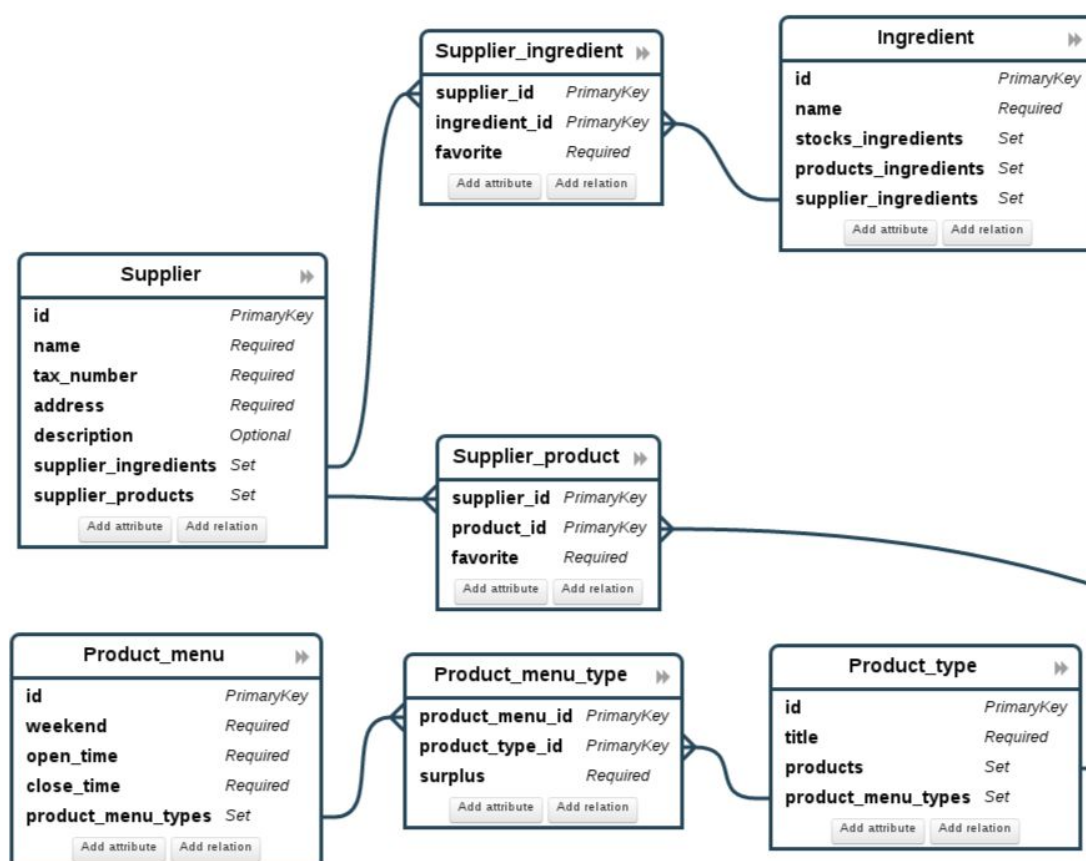 Supplier_ingredient
supplier_id PrimaryKey
ingredient_id PrimaryKey
favorite Required
Add attribute Add relation
Ingredient
id PrimaryKey
name Required
stocks_ingredients Set
products_ingredients Set
supplier_ingredients Set
Add attribute Add relation
Supplier
id PrimaryKey
name Required
tax_number Required
address Required
description Optional
supplier_ingredients Set
supplier_products Set
Add attribute Add relation
Supplier_product
supplier_id PrimaryKey
product_id PrimaryKey
favorite Required
Add attribute Add relation
Product_menu
id PrimaryKey
weekend Required
open_time Required
close_time Required
product_menu_types Set
Add attribute Add relation
Product_menu_type
product_menu_id PrimaryKey
product_type_id PrimaryKey
surplus Required
Add attribute Add relation
Product_type
id PrimaryKey
title Required
products Set
product_menu_types Set
Add attribute Add relation